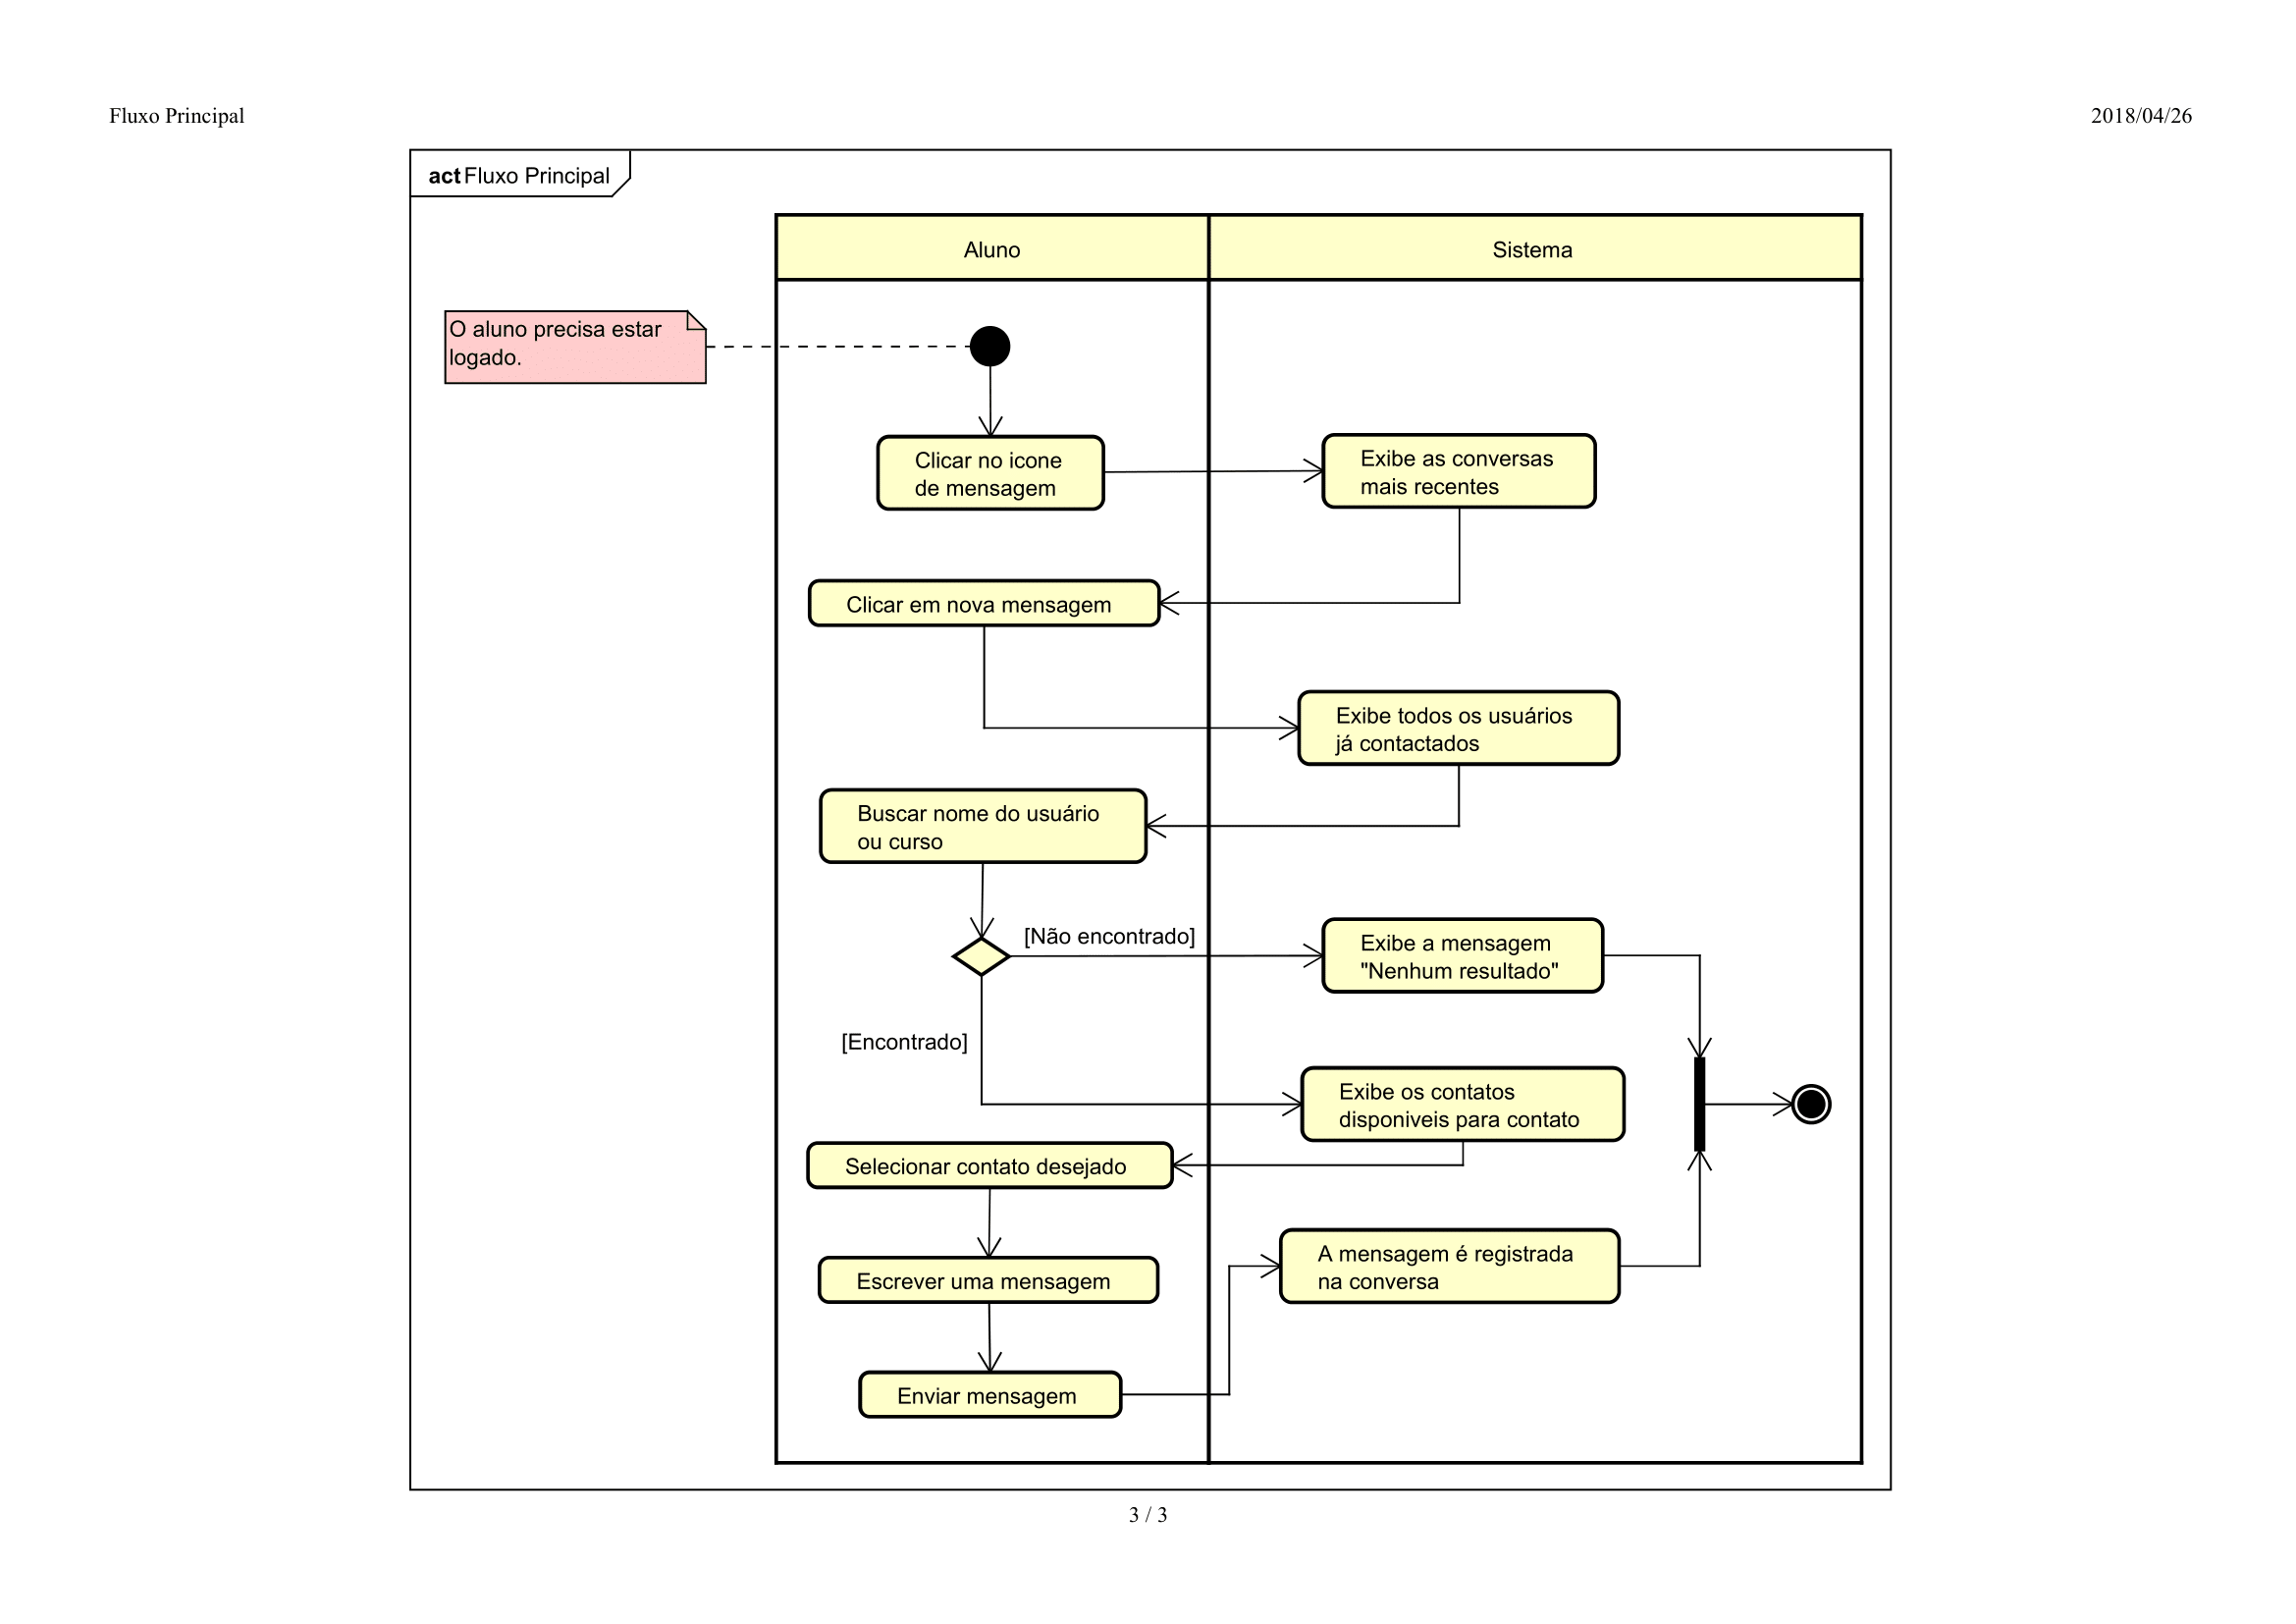 Fluxo Principal
2018/04/26
act Fluxo Principal
Aluno
Sistema
O aluno precisa estar
logado.
Clicar no icone
de mensagem
Exibe as conversas
mais recentes
Clicar em nova mensagem
Exibe todos os usuários
já contactados
Buscar nome do usuário
ou curso
[Não encontrado]
Exibe a mensagem
"Nenhum resultado"
[Encontrado]
Exibe os contatos
disponiveis para contato
Selecionar contato desejado
Escrever uma mensagem
A mensagem é registrada
na conversa
Enviar mensagem
3 / 3